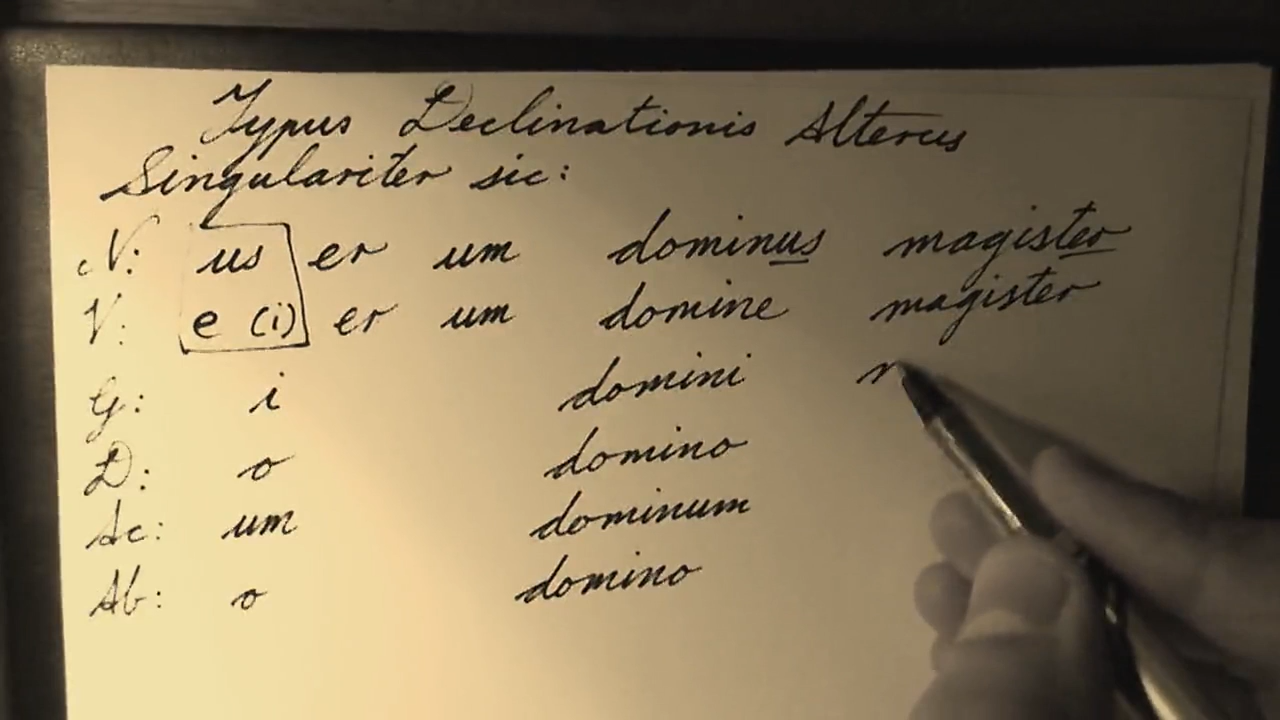 Typus Declinationis Alterus
Singulariter sic:
N: us er um dominus magister
V: e (i) er um domine magister
G: i domini
D: o domino
Ac: um dominum
Ab: o domino